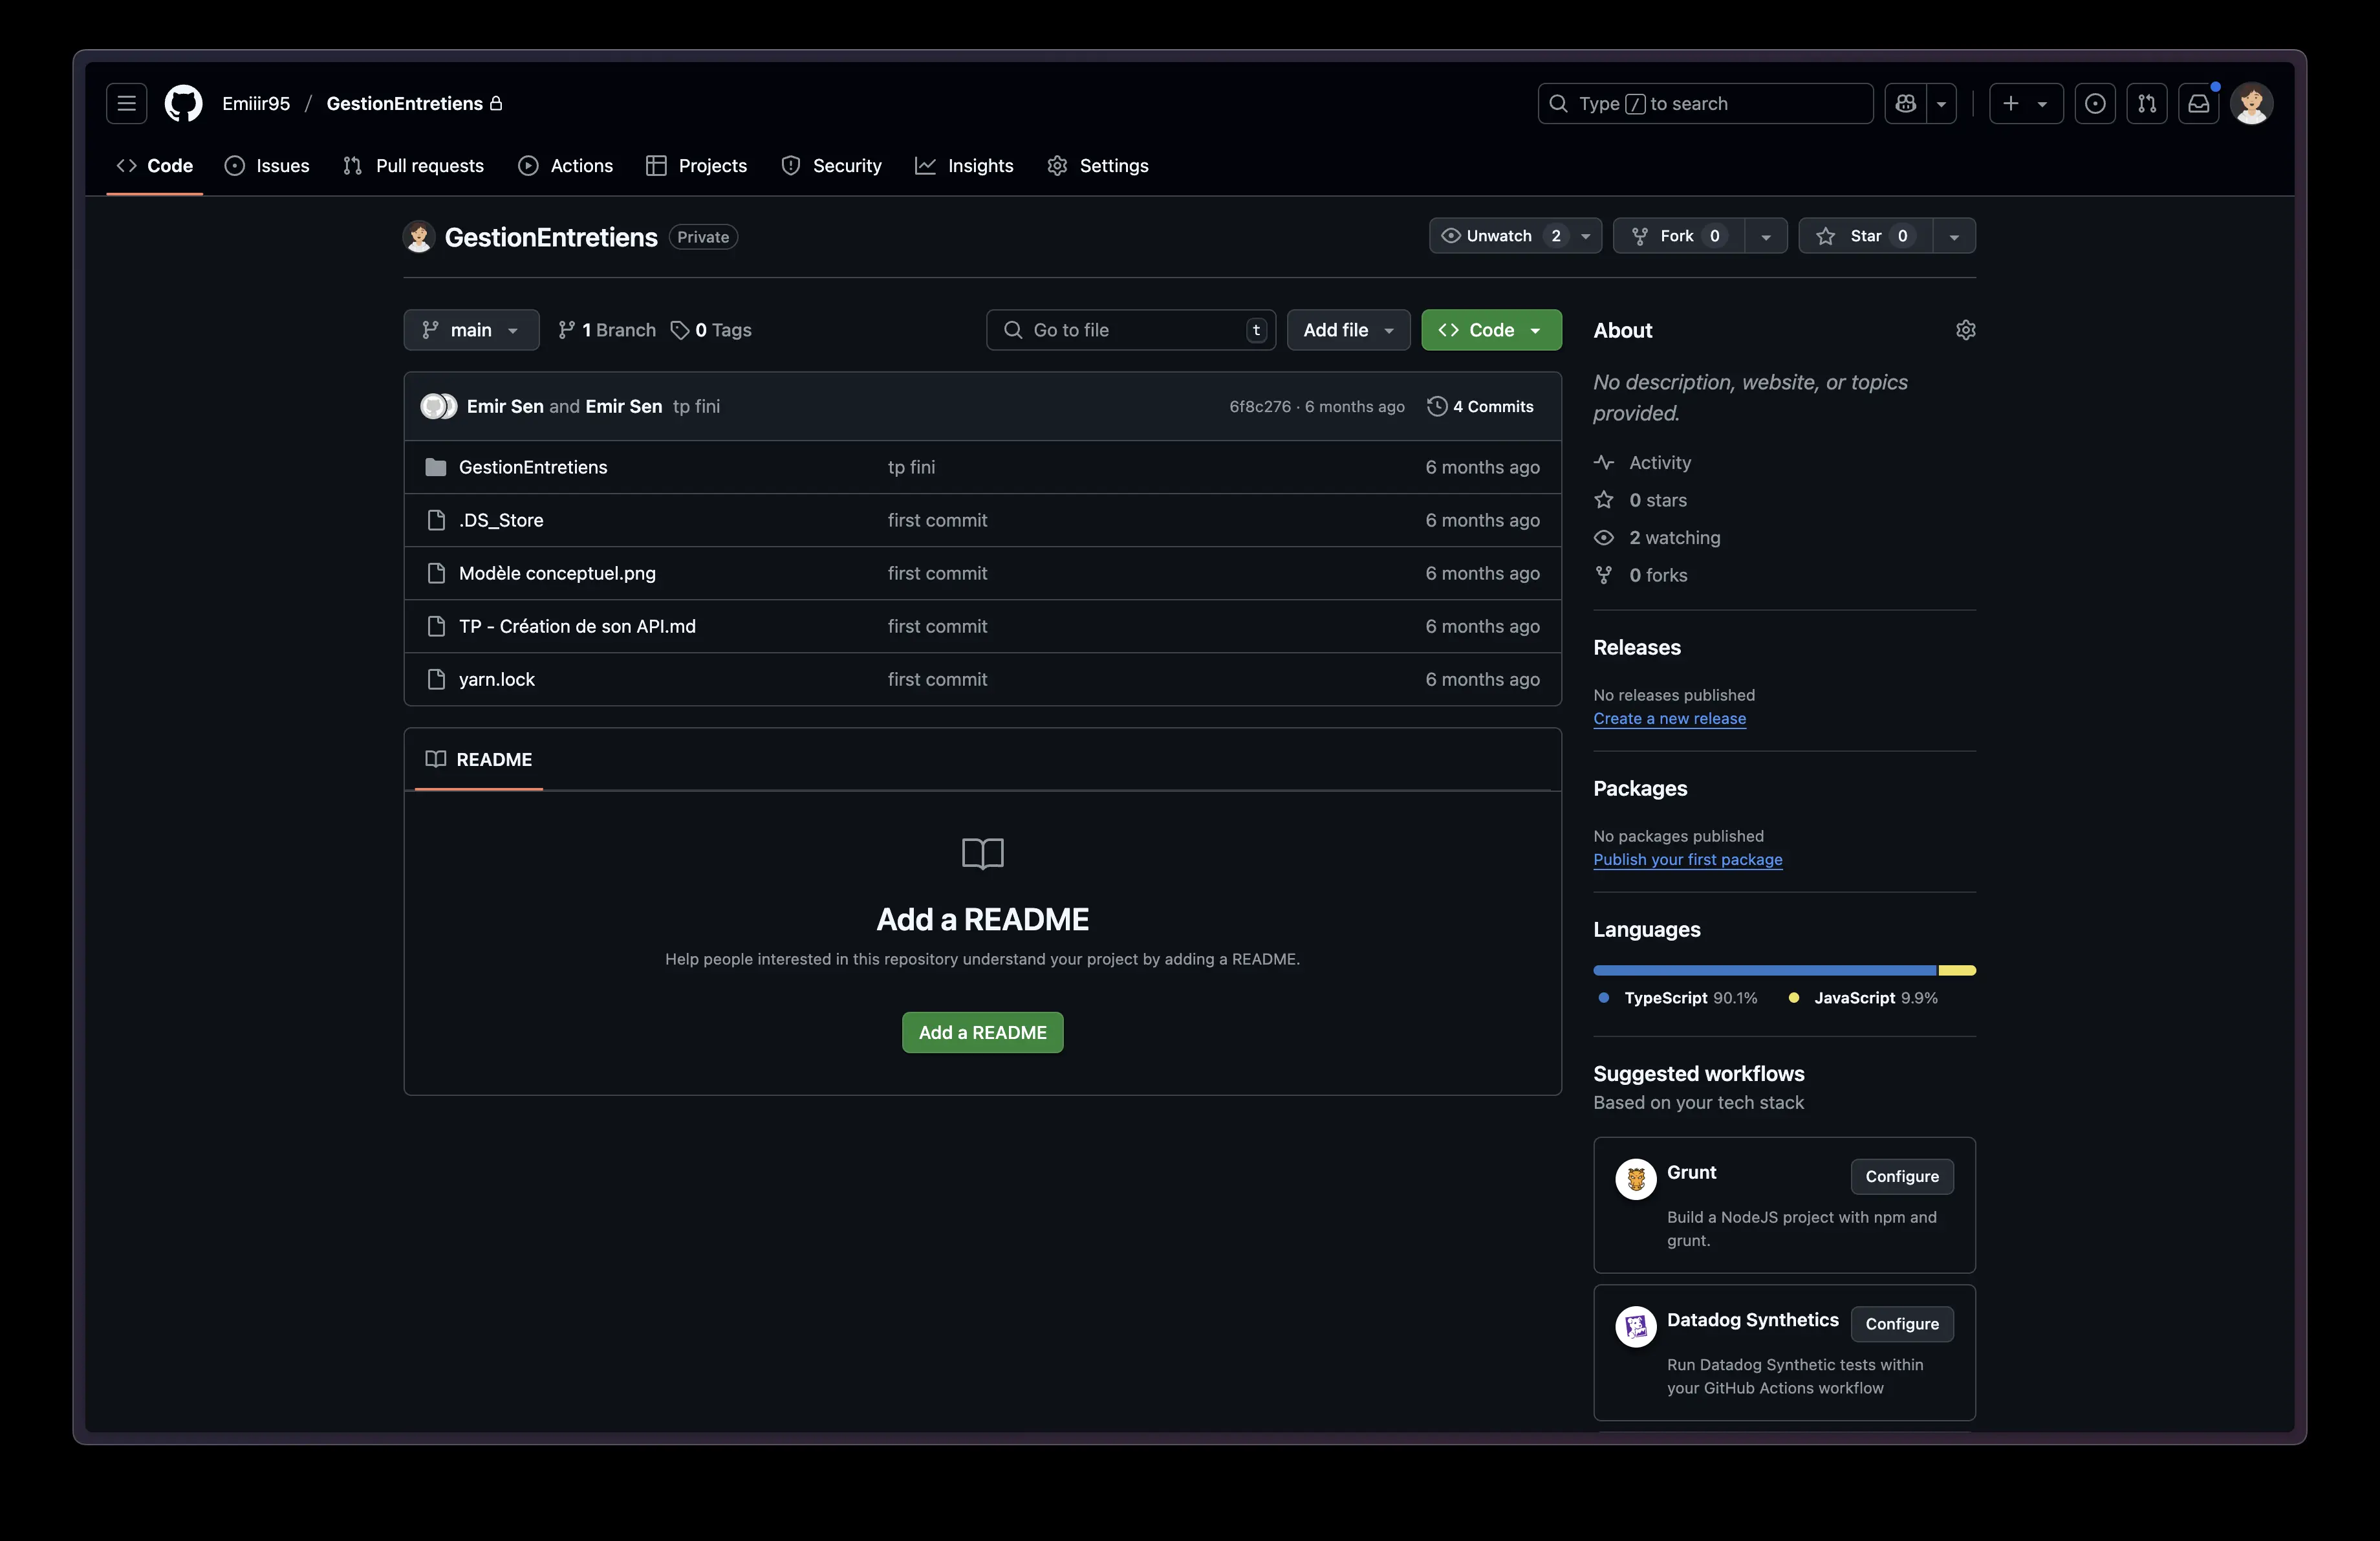 Emiiir95 / GestionEntretiens
Type / to search
Code
Issues
Pull requests
Actions
Projects
Security
Insights
Settings
GestionEntretiens Private
Unwatch 2
Fork 0
Star 0
main
1 Branch
0 Tags
Go to file
t
Add file
Code
Emir Sen and Emir Sen tp fini
6f8c276 · 6 months ago
4 Commits
GestionEntretiens tp fini 6 months ago
.DS_Store first commit 6 months ago
Modèle conceptuel.png first commit 6 months ago
TP - Création de son API.md first commit 6 months ago
yarn.lock first commit 6 months ago
README
Add a README
Help people interested in this repository understand your project by adding a README.
Add a README
About
No description, website, or topics
provided.
Activity
0 stars
2 watching
0 forks
Releases
No releases published
Create a new release
Packages
No packages published
Publish your first package
Languages
TypeScript 90.1% JavaScript 9.9%
Suggested workflows
Based on your tech stack
Grunt
Configure
Build a NodeJS project with npm and
grunt.
Datadog Synthetics
Configure
Run Datadog Synthetic tests within
your GitHub Actions workflow